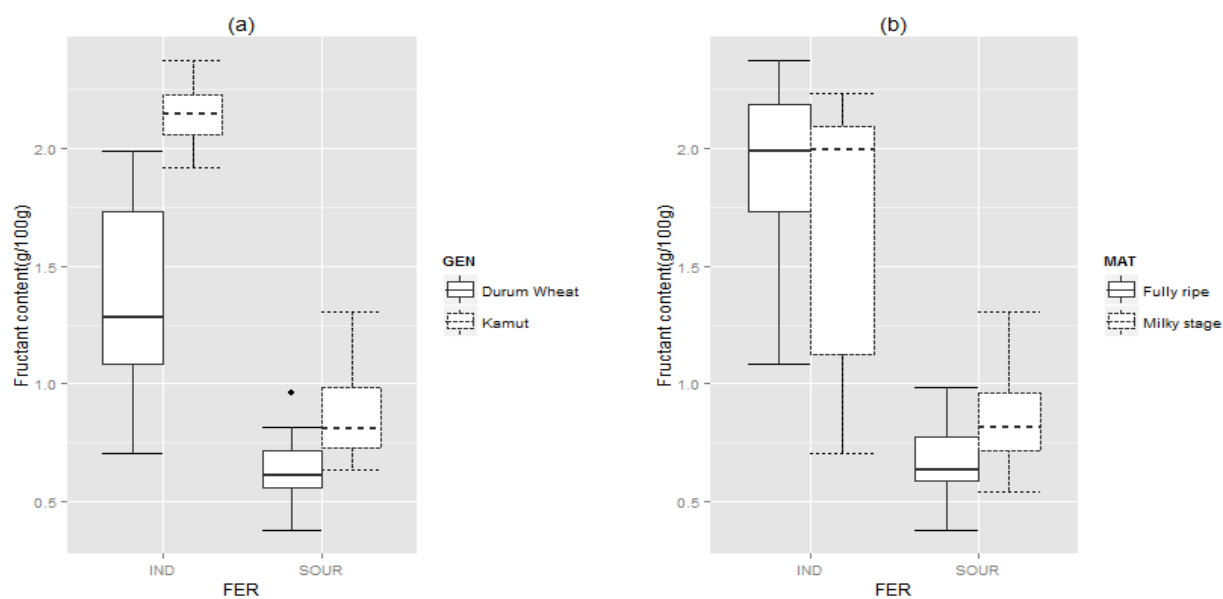 (a)
Fructant content(g/100g)
2.0
1.5
1.0
0.5
IND
SOUR
FER
GEN
Durum Wheat
Kamut
(b)
Fructant content(g/100g)
2.0
1.5
1.0
0.5
IND
SOUR
FER
MAT
Fully ripe
Milky stage